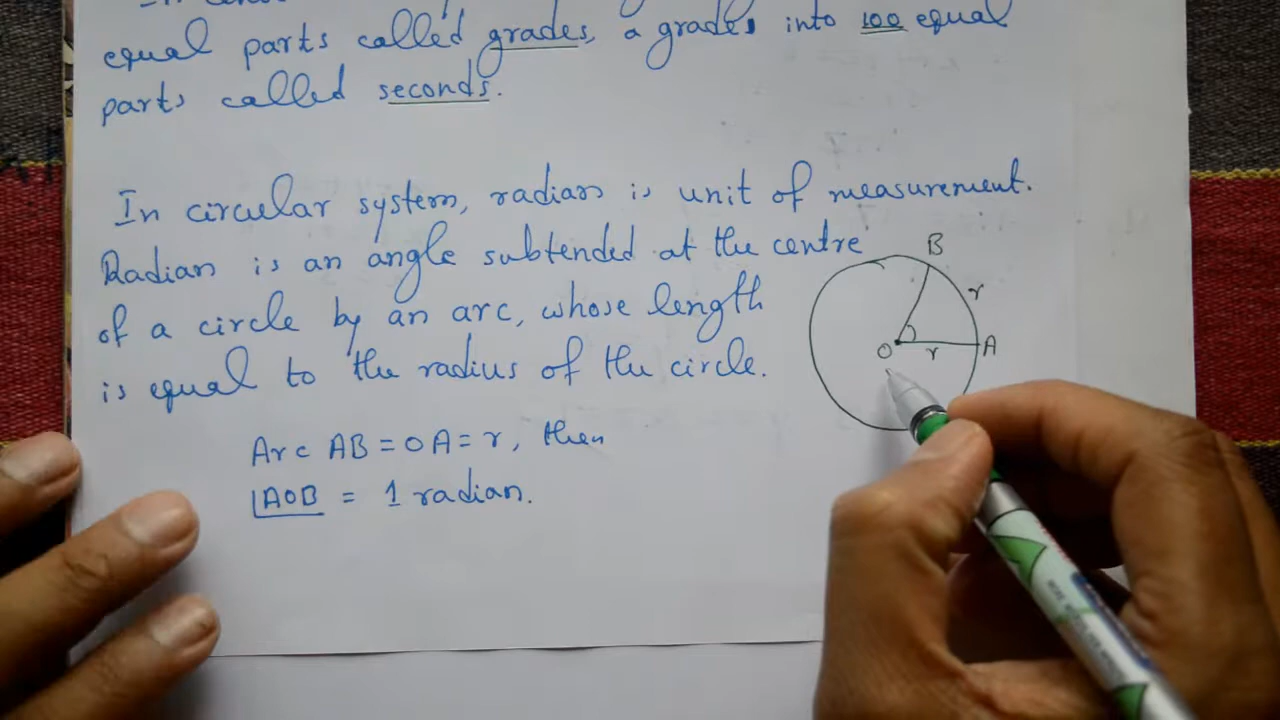 equal parts called grades, a grades into 100 equal
parts called seconds.
In circular system, radian is unit of measurement.
Radian is an angle subtended at the centre
of a circle by an arc, whose length
is equal to the radius of the circle.
B
r
O r A
Arc AB = OA = r, then
∠AOB = 1 radian.